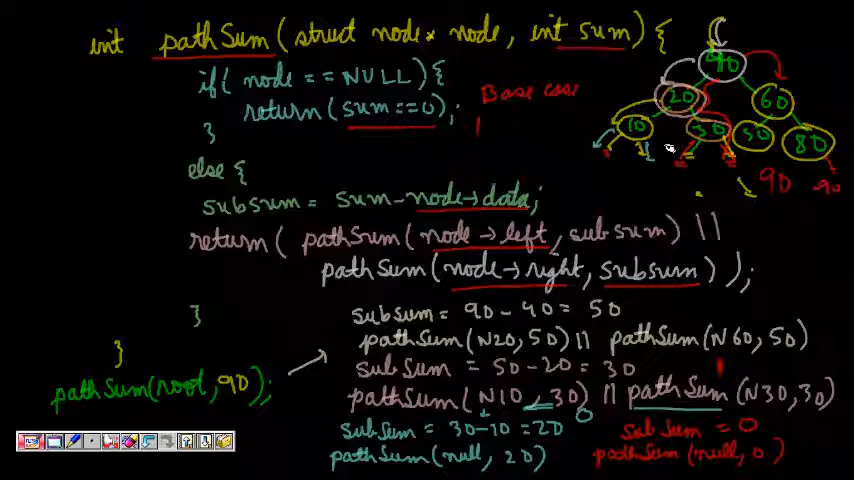 int pathSum(struct node* node, int sum){
if(node==NULL){
return(sum==0);
Base case
}
else{
subsum = sum-node→data;
return( pathSum(node→left, subsum) ||
pathSum(node→right, subsum));
}
}
pathSum(root, 90);
subsum = 90-40= 50
pathSum(N20,50)|| pathSum(N60,50)
subSum = 50-20=30
pathSum(N10,30) || pathSum(N30,30)
0
subSum = 30-10=20
pathSum(null, 20)
subSum = 0
pathSum(null, 0)
40
20 60
10 30 50 80
90 -90